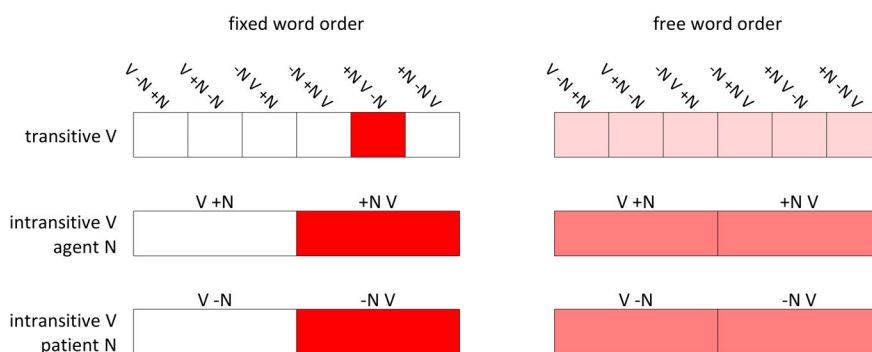 fixed word order
free word order
V -N +N
V +N -N
-N V +N
-N +N V
+N V -N
+N -N V
V -N +N
V +N -N
-N V +N
-N +N V
+N V -N
+N -N V
transitive V
V +N
+N V
V +N
+N V
intransitive V
agent N
V -N
-N V
V -N
-N V
intransitive V
patient N